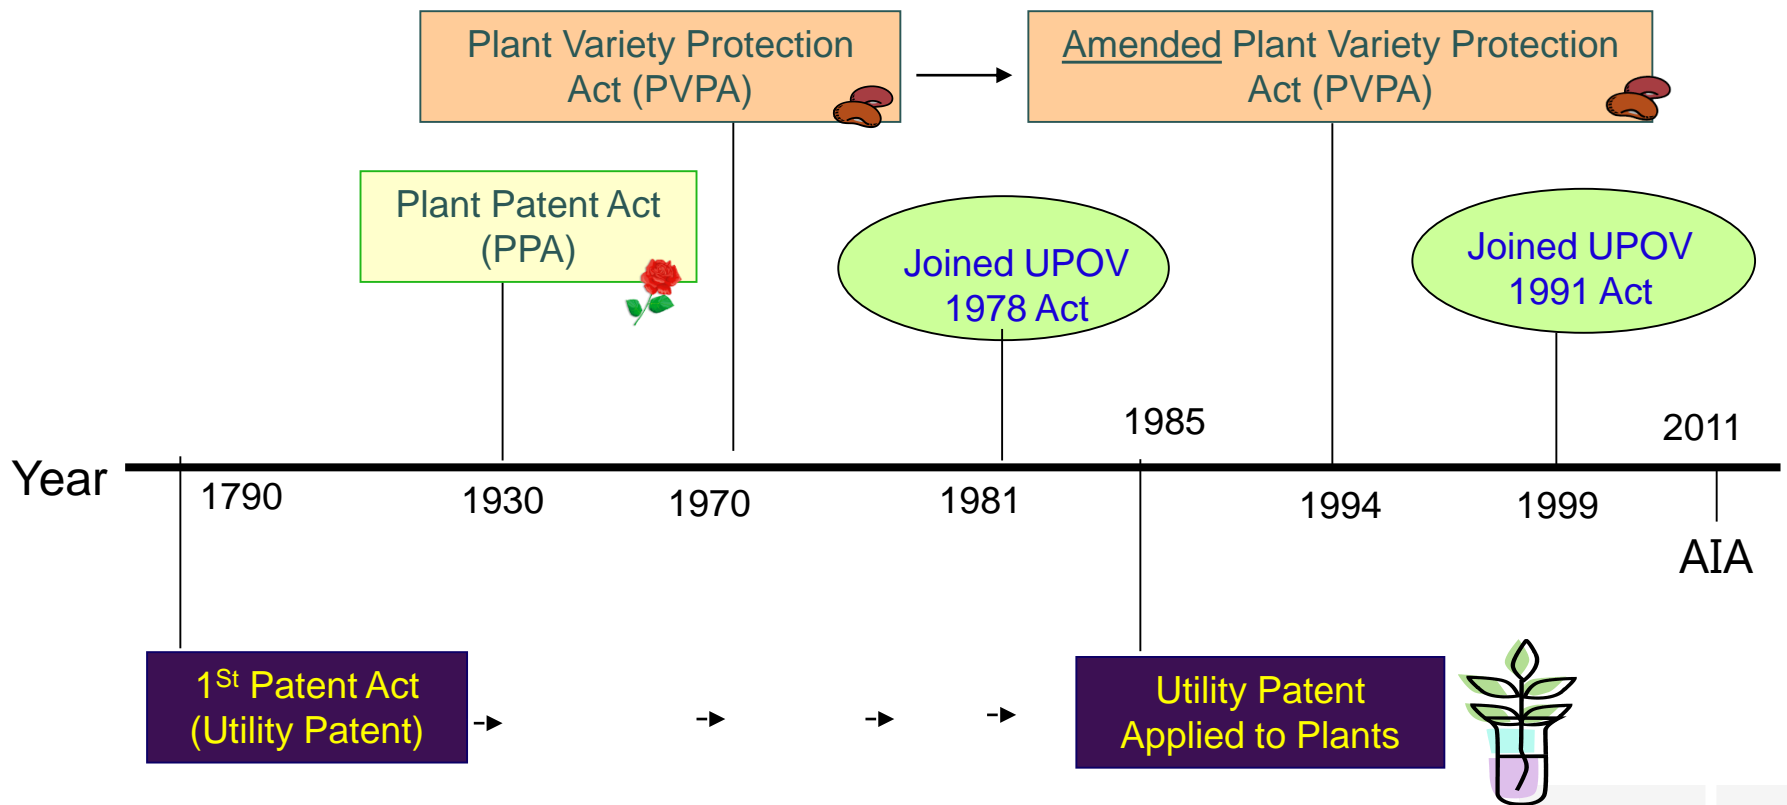 Plant Variety Protection
Act (PVPA)
Amended Plant Variety Protection
Act (PVPA)
Plant Patent Act
(PPA)
Joined UPOV
1978 Act
Joined UPOV
1991 Act
1985
2011
Year
1790
1930
1970
1981
1994
1999
AIA
1St Patent Act
(Utility Patent)
Utility Patent
Applied to Plants